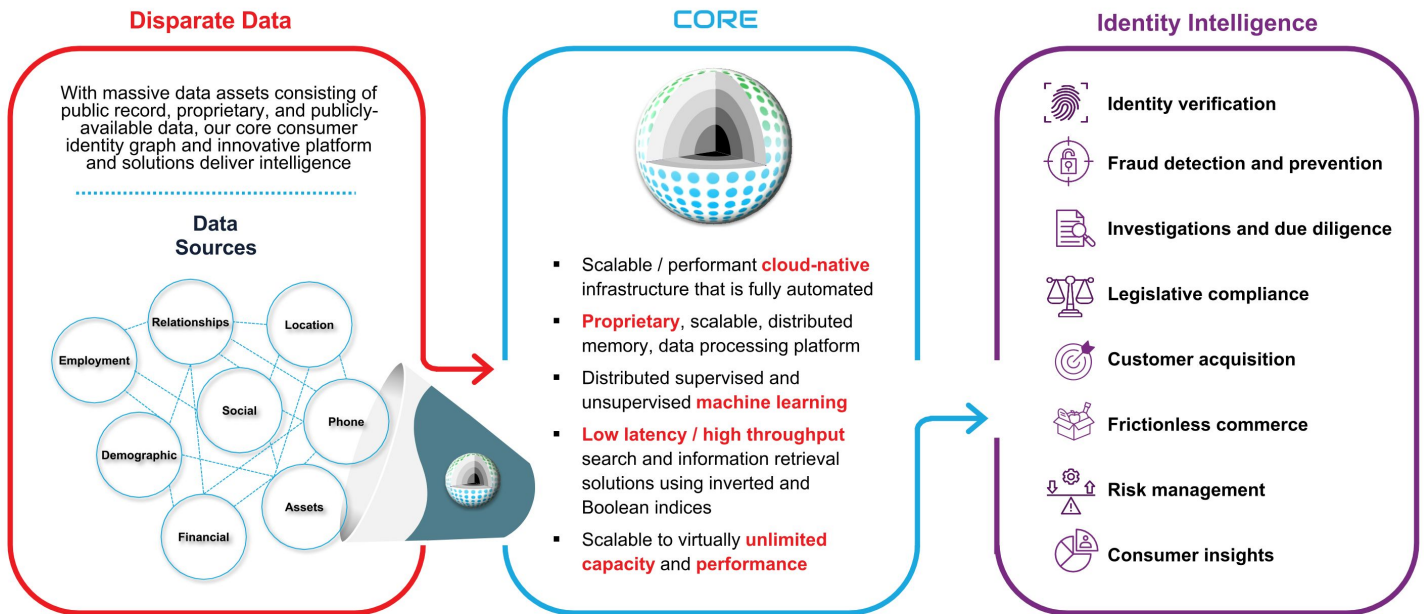 Disparate Data
With massive data assets consisting of
public record, proprietary, and publicly-
available data, our core consumer
identity graph and innovative platform
and solutions deliver intelligence
Data
Sources
Relationships
Location
Employment
Social
Phone
Demographic
Assets
Financial
CORE
▪ Scalable / performant cloud-native
infrastructure that is fully automated
▪ Proprietary, scalable, distributed
memory, data processing platform
▪ Distributed supervised and
unsupervised machine learning
▪ Low latency / high throughput
search and information retrieval
solutions using inverted and
Boolean indices
▪ Scalable to virtually unlimited
capacity and performance
Identity Intelligence
Identity verification
Fraud detection and prevention
Investigations and due diligence
Legislative compliance
Customer acquisition
Frictionless commerce
Risk management
Consumer insights